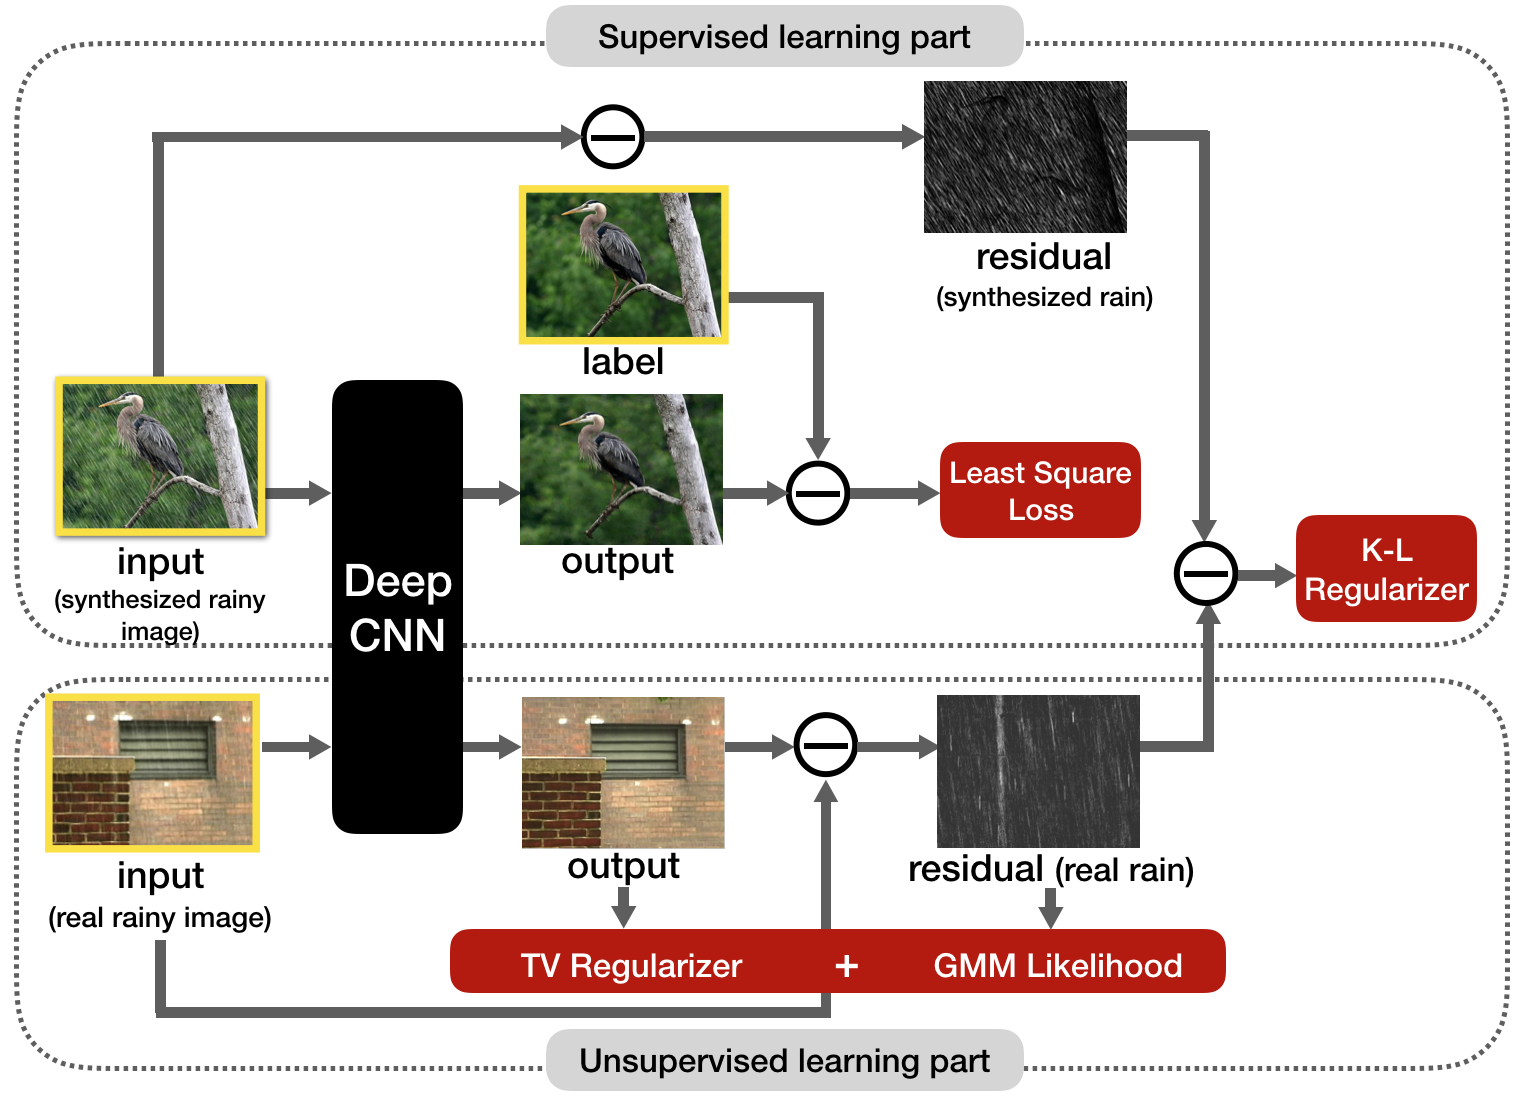 Supervised learning part
residual
(synthesized rain)
label
Least Square
Loss
output
input
(synthesized rainy
image)
Deep
CNN
K-L
Regularizer
input
(real rainy image)
output
residual (real rain)
TV Regularizer + GMM Likelihood
Unsupervised learning part